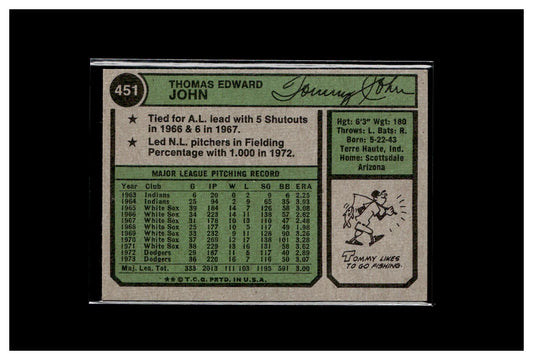 451
THOMAS EDWARD
JOHN
Tommy John
★ Tied for A.L. lead with 5 Shutouts
in 1966 & 6 in 1967.
★ Led N.L. pitchers in Fielding
Percentage with 1.000 in 1972.
Hgt: 6'3" Wgt: 180
Throws: L. Bats: R.
Born: 5-22-43
Terre Haute, Ind.
Home: Scottsdale
Arizona
MAJOR LEAGUE PITCHING RECORD
Year Club G IP W L SO BB ERA
1963 Indians 6 20 0 2 9 6 2.25
1964 Indians 25 94 2 9 65 35 3.93
1965 White Sox 39 184 14 7 126 58 3.03
1966 White Sox 34 223 14 11 138 57 2.62
1967 White Sox 31 178 10 13 110 47 2.48
1968 White Sox 25 177 10 5 117 49 1.98
1969 White Sox 33 232 9 11 128 90 3.26
1970 White Sox 37 269 12 17 138 101 3.28
1971 White Sox 38 229 13 16 131 58 3.62
1972 Dodgers 29 187 11 5 117 40 2.89
1973 Dodgers 36 218 16 7 116 50 3.10
Maj. Lea. Tot. 333 2013 111 103 1195 591 3.00
★★ © T.C.G. PRTD. IN U.S.A.
TOMMY LIKES
TO GO FISHING.